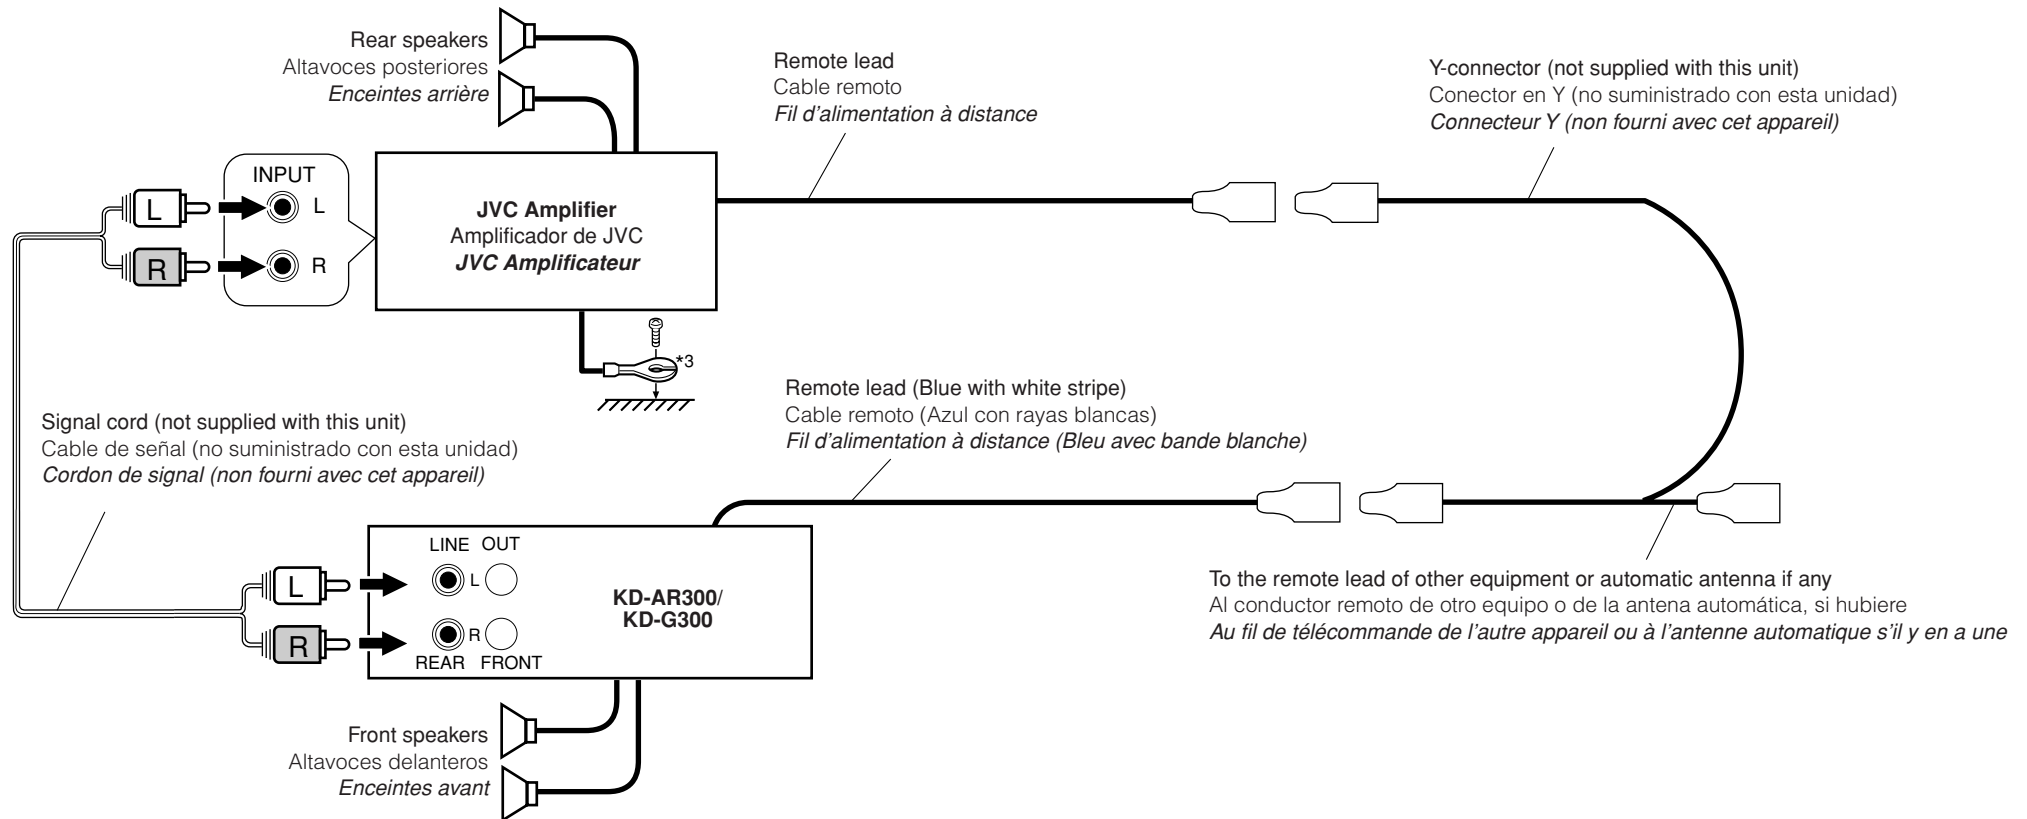 Rear speakers
Altavoces posteriores
Enceintes arrière
Remote lead
Cable remoto
Fil d'alimentation à distance
Y-connector (not supplied with this unit)
Conector en Y (no suministrado con esta unidad)
Connecteur Y (non fourni avec cet appareil)
INPUT
L L
R R
JVC Amplifier
Amplificador de JVC
JVC Amplificateur
*3
Remote lead (Blue with white stripe)
Cable remoto (Azul con rayas blancas)
Fil d'alimentation à distance (Bleu avec bande blanche)
Signal cord (not supplied with this unit)
Cable de señal (no suministrado con esta unidad)
Cordon de signal (non fourni avec cet appareil)
LINE OUT
L L
R R
REAR FRONT
KD-AR300/
KD-G300
To the remote lead of other equipment or automatic antenna if any
Al conductor remoto de otro equipo o de la antena automática, si hubiere
Au fil de télécommande de l'autre appareil ou à l'antenne automatique s'il y en a une
Front speakers
Altavoces delanteros
Enceintes avant